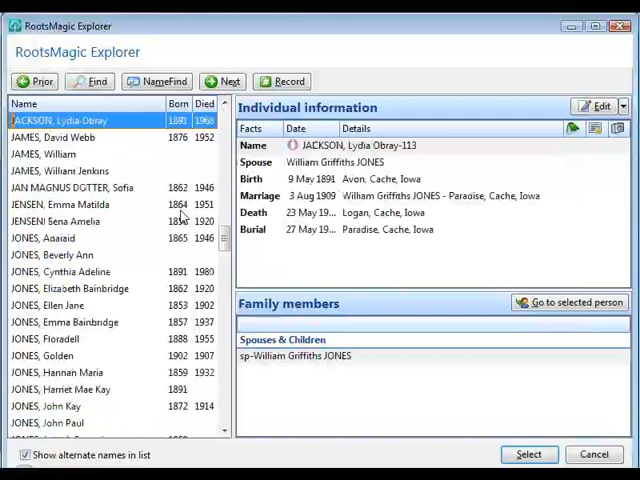 RootsMagic Explorer
RootsMagic Explorer
Prior
Find
NameFind
Next
Record
Name Born Died
JACKSON, Lydia Obray 1891 1968
JAMES, David Webb 1876 1952
JAMES, William
JAMES, William Jenkins
JAN MAGNUS DOTTER, Sofia 1862 1946
JENSEN, Emma Matilda 1864 1951
JENSEN, Sena Amelia 1920
JONES, Adaraid 1865 1946
JONES, Beverly Ann
JONES, Cynthia Adeline 1891 1980
JONES, Elizabeth Bainbridge 1862 1920
JONES, Ellen Jane 1853 1902
JONES, Emma Bainbridge 1857 1937
JONES, Floradell 1888 1955
JONES, Golden 1902 1907
JONES, Hannah Maria 1859 1932
JONES, Harriet Mae Kay 1891
JONES, John Kay 1872 1914
JONES, John Paul
Show alternate names in list
Individual information
Edit
Facts Date Details
Name JACKSON, Lydia Obray-113
Spouse William Griffiths JONES
Birth 9 May 1891 Avon, Cache, Iowa
Marriage 3 Aug 1909 William Griffiths JONES - Paradise, Cache, Iowa
Death 23 May 19... Logan, Cache, Iowa
Burial 27 May 19... Paradise, Cache, Iowa
Family members
Go to selected person
Spouses & Children
sp-William Griffiths JONES
Select
Cancel